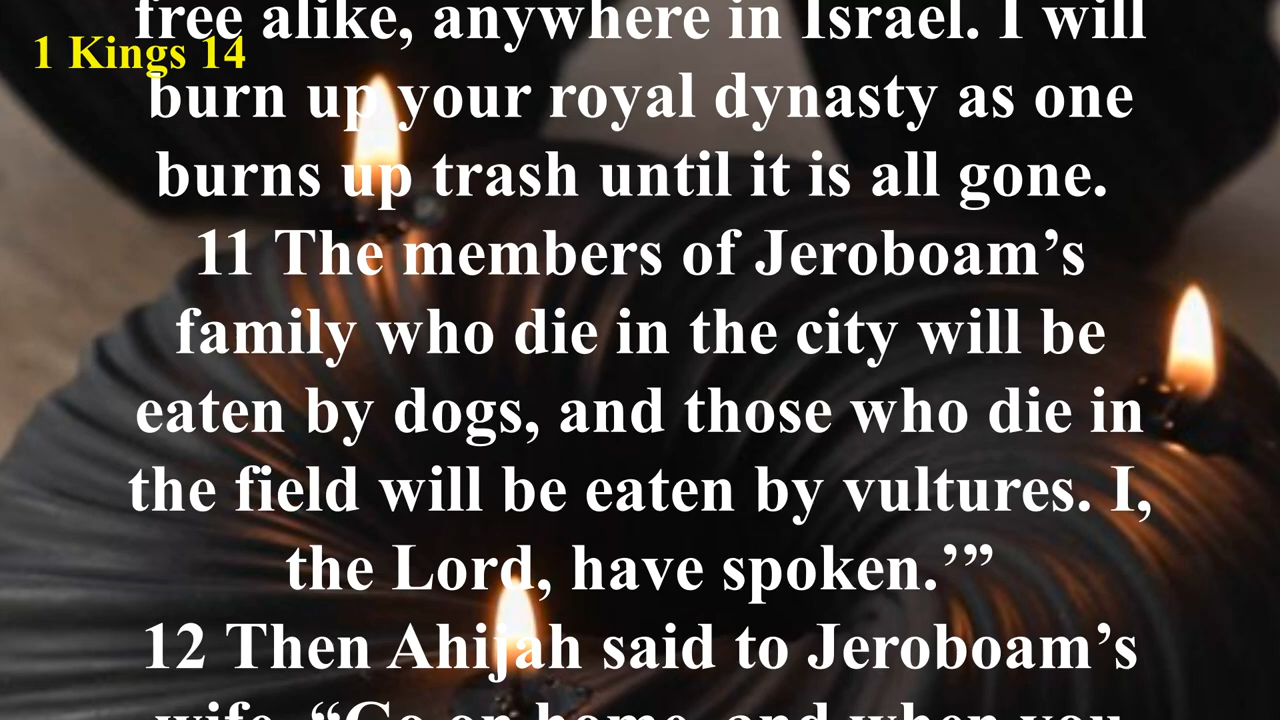 1 Kings 14
free alike, anywhere in Israel. I will
burn up your royal dynasty as one
burns up trash until it is all gone.
11 The members of Jeroboam’s
family who die in the city will be
eaten by dogs, and those who die in
the field will be eaten by vultures. I,
the Lord, have spoken.’”
12 Then Ahijah said to Jeroboam’s
wife, “Go on home, and when you